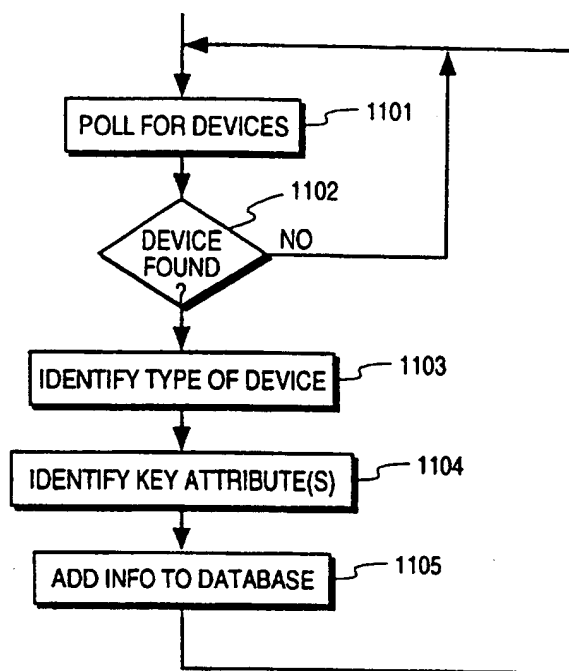 POLL FOR DEVICES
1101
1102
DEVICE
FOUND
?
NO
IDENTIFY TYPE OF DEVICE
1103
IDENTIFY KEY ATTRIBUTE(S)
1104
ADD INFO TO DATABASE
1105